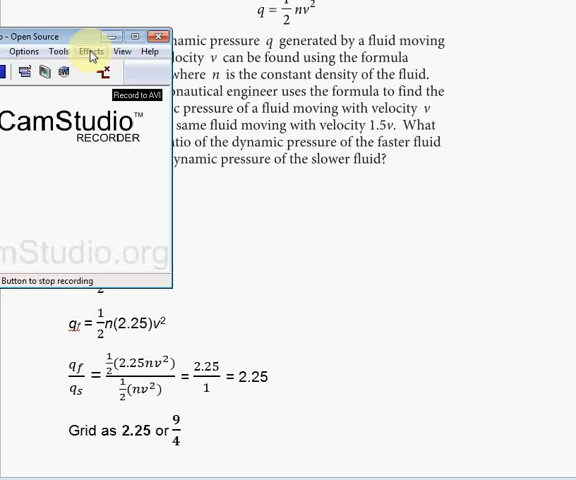 q = 1/2 nv²
o - Open Source
Options Tools Effects View Help
Record to AVI
CamStudio™
RECORDER
mStudio.org
Button to stop recording
namic pressure q generated by a fluid moving
locity v can be found using the formula
where n is the constant density of the fluid.
onautical engineer uses the formula to find the
c pressure of a fluid moving with velocity v
same fluid moving with velocity 1.5v. What
atio of the dynamic pressure of the faster fluid
ynamic pressure of the slower fluid?
2
qf = 1/2 n(2.25)v²
qf/qs = 1/2(2.25nv²) / 1/2(nv²) = 2.25/1 = 2.25
Grid as 2.25 or 9/4